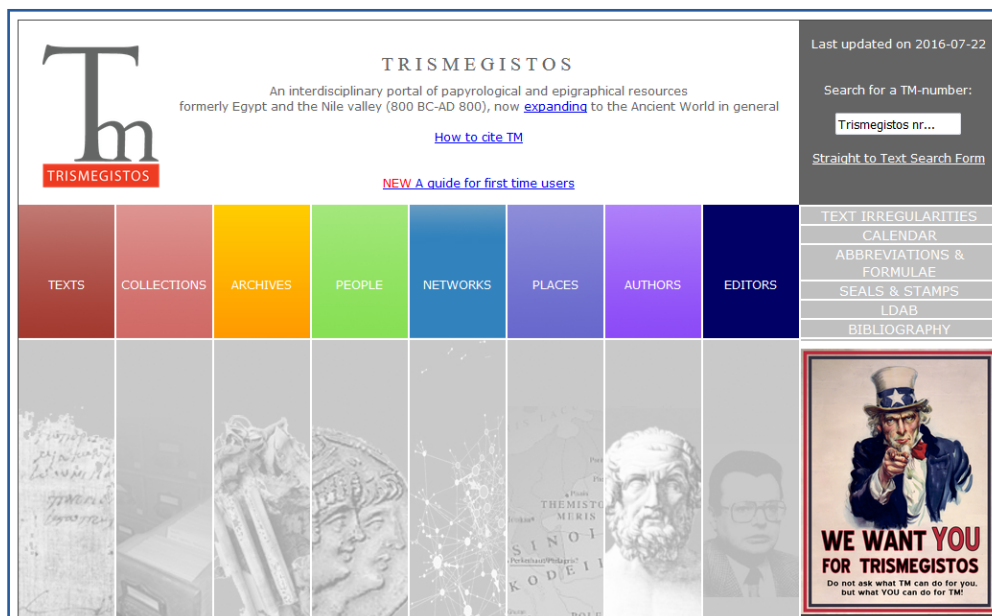 Tm
TRISMEGISTOS
TRISMEGISTOS
An interdisciplinary portal of papyrological and epigraphical resources
formerly Egypt and the Nile valley (800 BC-AD 800), now expanding to the Ancient World in general
How to cite TM
NEW A guide for first time users
Last updated on 2016-07-22
Search for a TM-number:
Trismegistos nr...
Straight to Text Search Form
TEXTS
COLLECTIONS
ARCHIVES
PEOPLE
NETWORKS
PLACES
AUTHORS
EDITORS
TEXT IRREGULARITIES
CALENDAR
ABBREVIATIONS &
FORMULAE
SEALS & STAMPS
LDAB
BIBLIOGRAPHY
THEMISTO
MERIS
SINOI
KODEI
WE WANT YOU
FOR TRISMEGISTOS
Do not ask what TM can do for you,
but what YOU can do for TM!